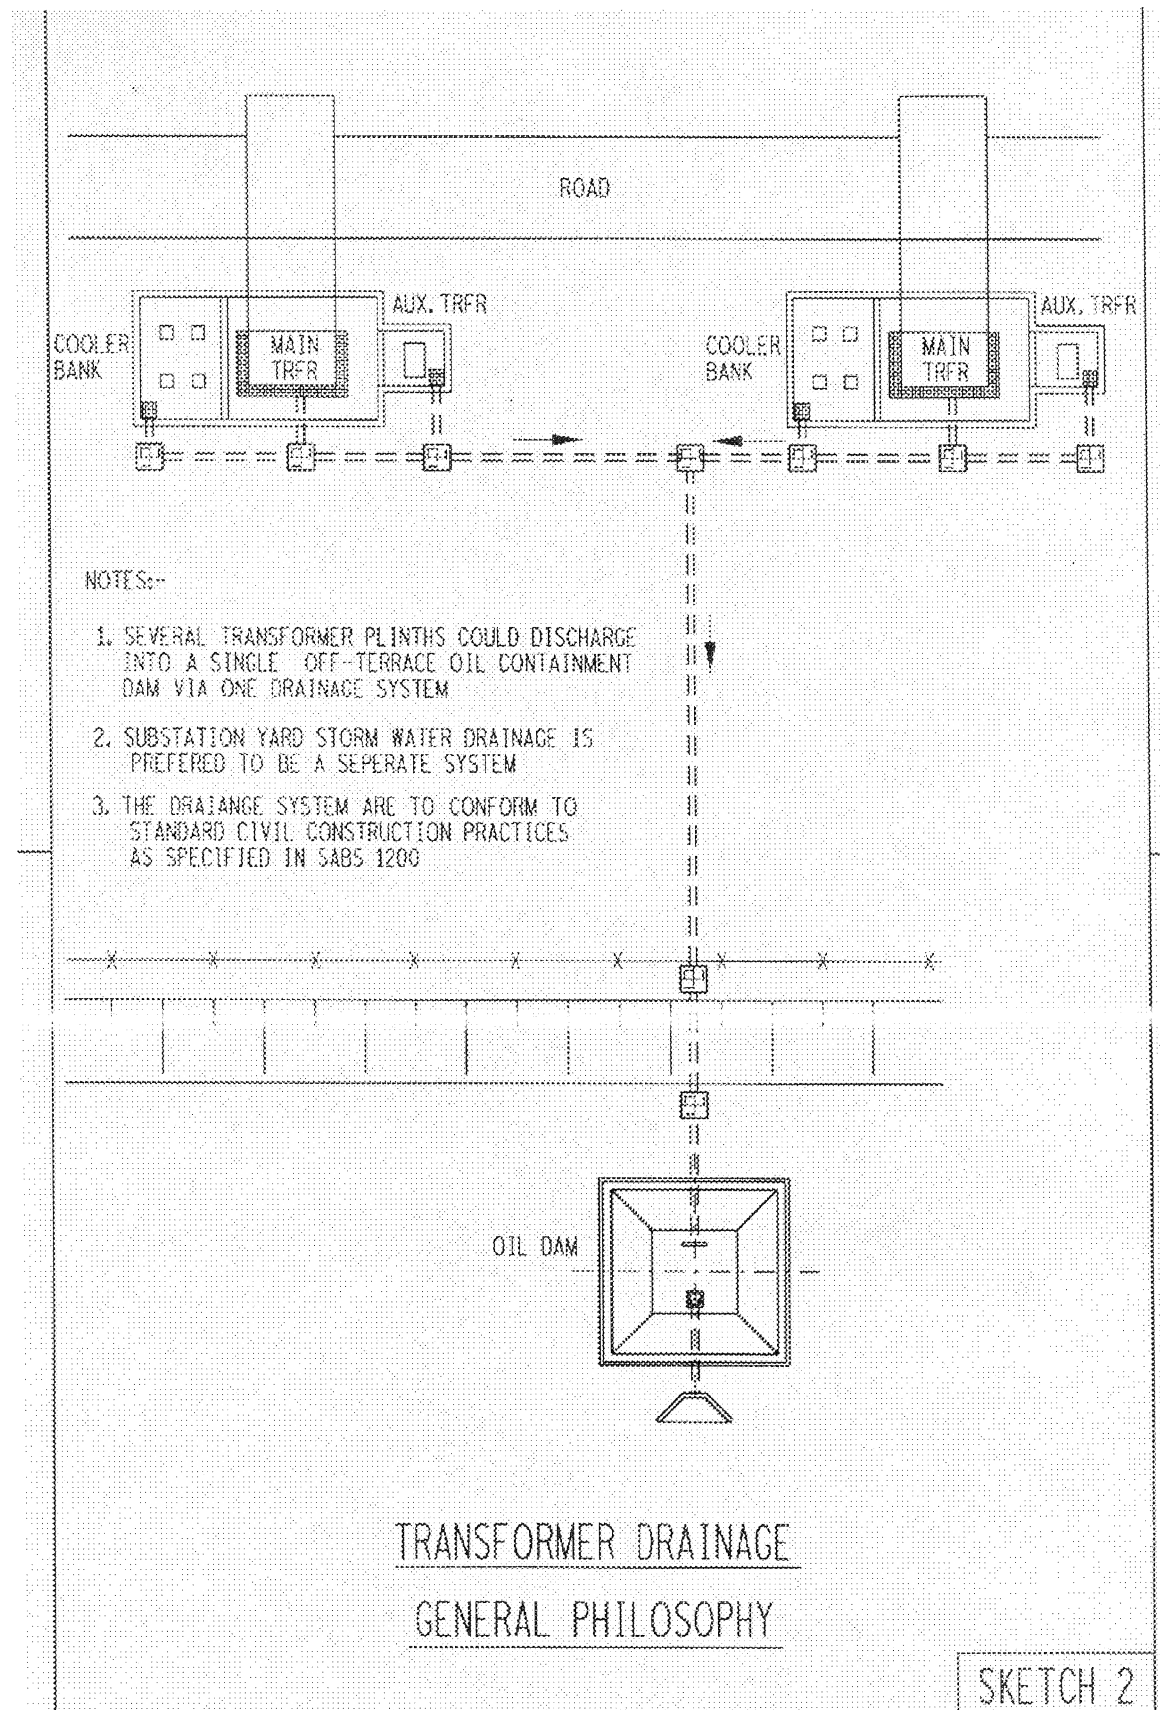 ROAD
AUX. TRFR
AUX. TRFR
COOLER
BANK
MAIN
TRFR
COOLER
BANK
MAIN
TRFR
NOTES:-
1. SEVERAL TRANSFORMER PLINTHS COULD DISCHARGE
INTO A SINGLE OFF-TERRACE OIL CONTAINMENT
DAM VIA ONE DRAINAGE SYSTEM
2. SUBSTATION YARD STORM WATER DRAINAGE IS
PREFERED TO BE A SEPERATE SYSTEM
3. THE DRAIANGE SYSTEM ARE TO CONFORM TO
STANDARD CIVIL CONSTRUCTION PRACTICES
AS SPECIFIED IN SABS 1200
OIL DAM
TRANSFORMER DRAINAGE
GENERAL PHILOSOPHY
SKETCH 2